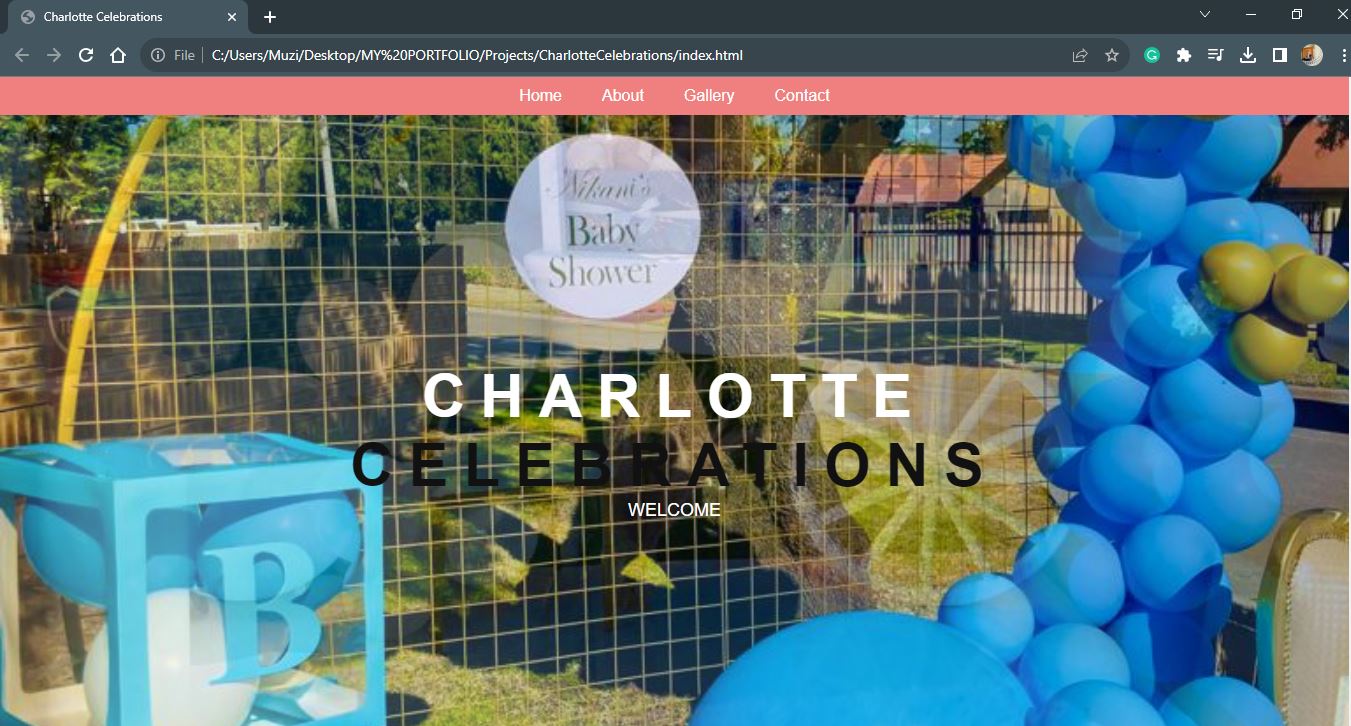 Charlotte Celebrations
File C:/Users/Muzi/Desktop/MY%20PORTFOLIO/Projects/CharlotteCelebrations/index.html
Home About Gallery Contact
Nikani's
Baby
Shower
CHARLOTTE
CELEBRATIONS
WELCOME
B